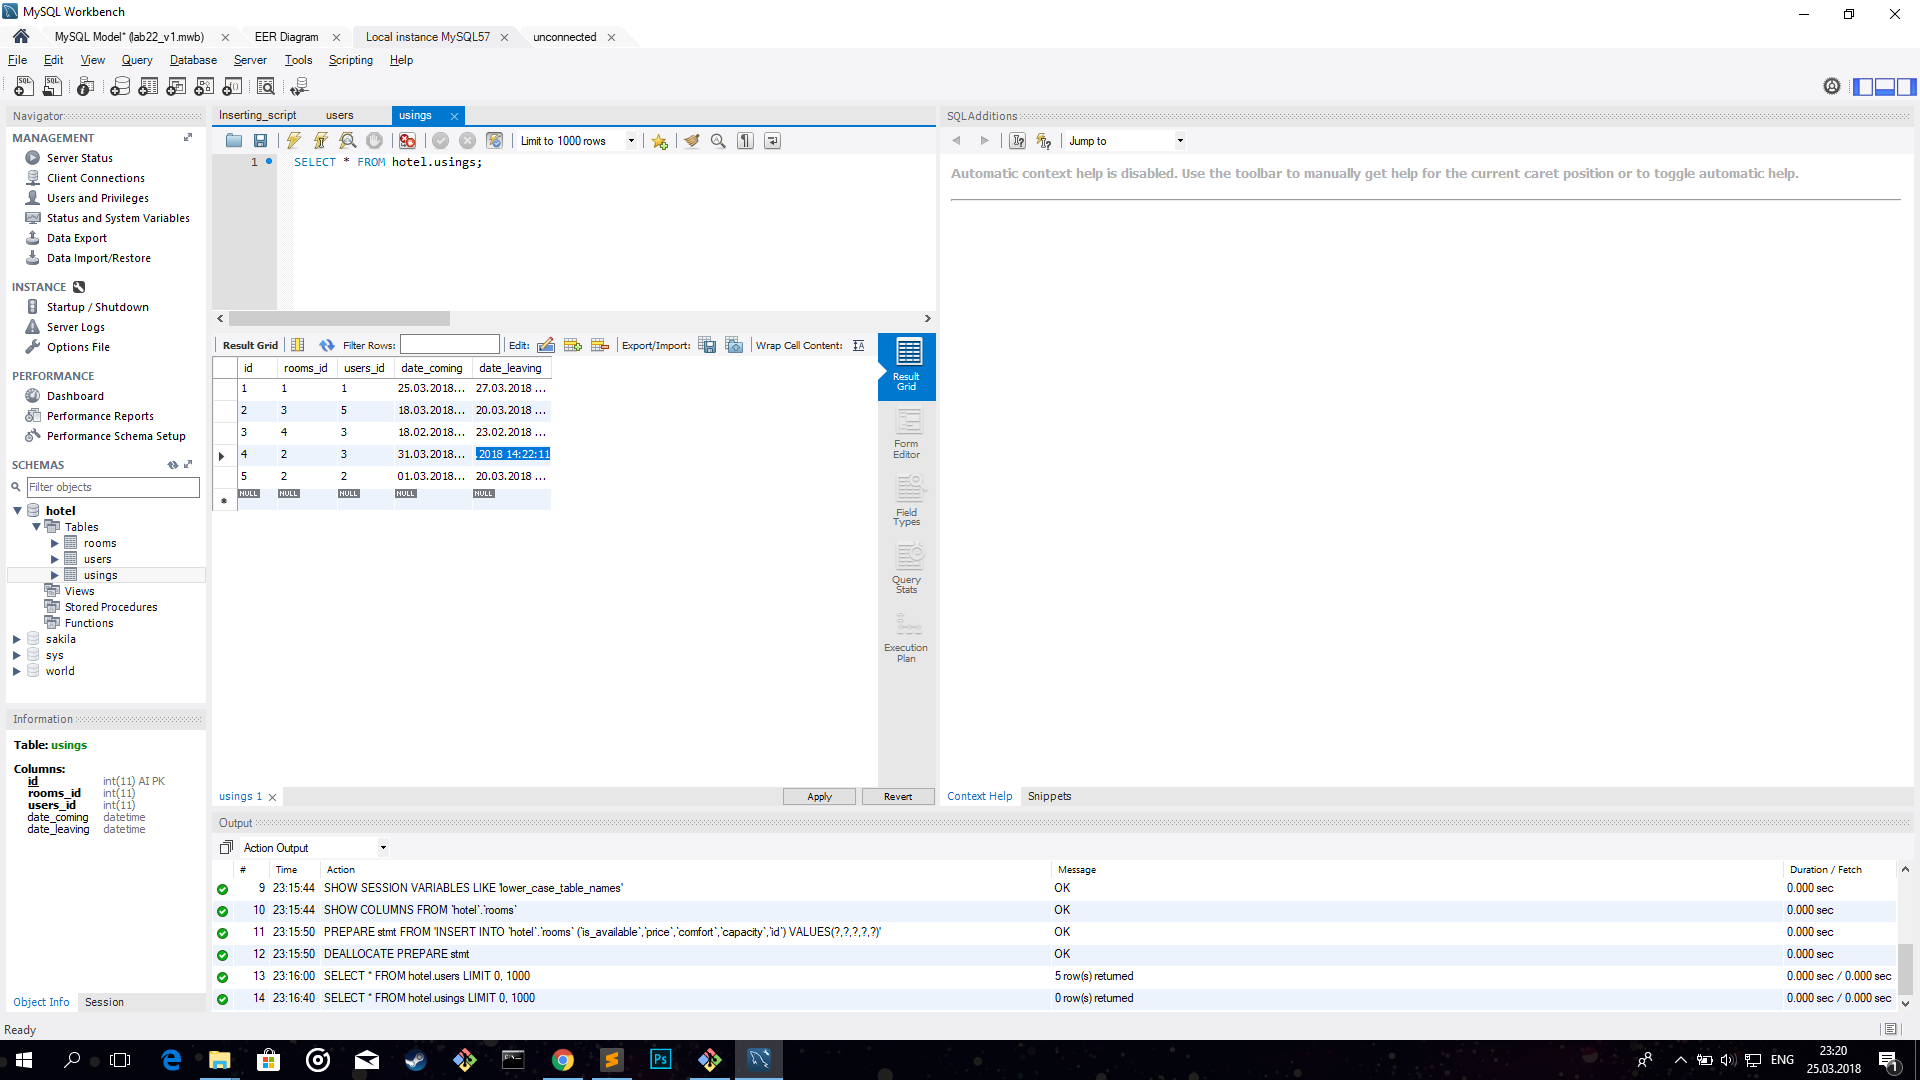 MySQL Workbench
MySQL Model* (lab22_v1.mwb)
EER Diagram
Local instance MySQL57
unconnected
File Edit View Query Database Server Tools Scripting Help
Navigator
MANAGEMENT
Server Status
Client Connections
Users and Privileges
Status and System Variables
Data Export
Data Import/Restore
INSTANCE
Startup / Shutdown
Server Logs
Options File
PERFORMANCE
Dashboard
Performance Reports
Performance Schema Setup
SCHEMAS
Filter objects
hotel
Tables
rooms
users
usings
Views
Stored Procedures
Functions
sakila
sys
world
Information
Table: usings
Columns:
id int(11) AI PK
rooms_id int(11)
users_id int(11)
date_coming datetime
date_leaving datetime
Object Info Session
Inserting_script users usings
Limit to 1000 rows
1 SELECT * FROM hotel.usings;
Result Grid Filter Rows: Edit: Export/Import: Wrap Cell Content:
id rooms_id users_id date_coming date_leaving
1 1 1 25.03.2018... 27.03.2018 ...
2 3 5 18.03.2018... 20.03.2018 ...
3 4 3 18.02.2018... 23.02.2018 ...
4 2 3 31.03.2018... .2018 14:22:11
5 2 2 01.03.2018... 20.03.2018 ...
NULL NULL NULL NULL NULL
Result Grid
Form Editor
Field Types
Query Stats
Execution Plan
usings 1
Apply Revert
SQLAdditions
Jump to
Automatic context help is disabled. Use the toolbar to manually get help for the current caret position or to toggle automatic help.
Context Help Snippets
Output
Action Output
# Time Action Message Duration / Fetch
9 23:15:44 SHOW SESSION VARIABLES LIKE 'lower_case_table_names' OK 0.000 sec
10 23:15:44 SHOW COLUMNS FROM `hotel`.`rooms` OK 0.000 sec
11 23:15:50 PREPARE stmt FROM 'INSERT INTO `hotel`.`rooms` (`is_available`,`price`,`comfort`,`capacity`,`id`) VALUES(?,?,?,?,?)' OK 0.000 sec
12 23:15:50 DEALLOCATE PREPARE stmt OK 0.000 sec
13 23:16:00 SELECT * FROM hotel.users LIMIT 0, 1000 5 row(s) returned 0.000 sec / 0.000 sec
14 23:16:40 SELECT * FROM hotel.usings LIMIT 0, 1000 0 row(s) returned 0.000 sec / 0.000 sec
Ready
Ps
ENG
23:20
25.03.2018
1